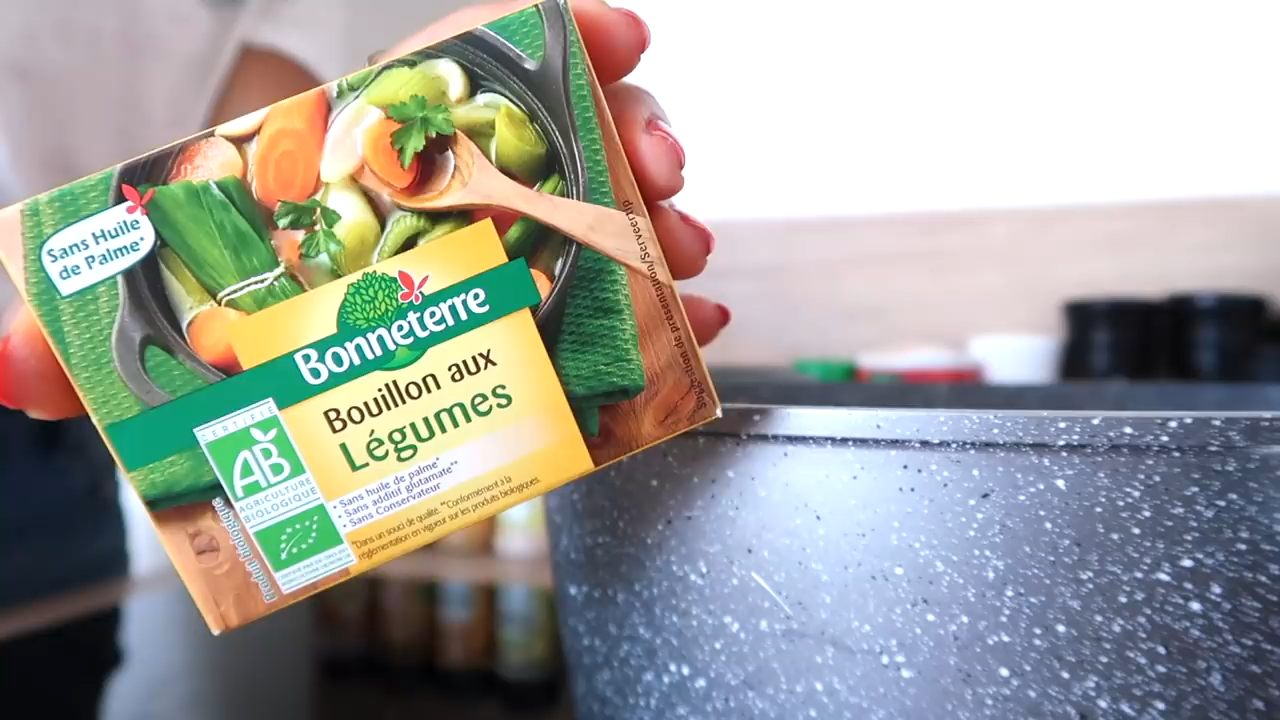 Sans Huile
de Palme*
Bonneterre
Bouillon aux
Légumes
• Sans huile de palme*
• Sans additif glutamate**
• Sans Conservateur
*Dans un souci de qualité. **Conformément à la
réglementation en vigueur sur les produits biologiques.
CERTIFIÉ
AB
AGRICULTURE
BIOLOGIQUE
Produit biologique
Suggestion de présentation/Serveertip